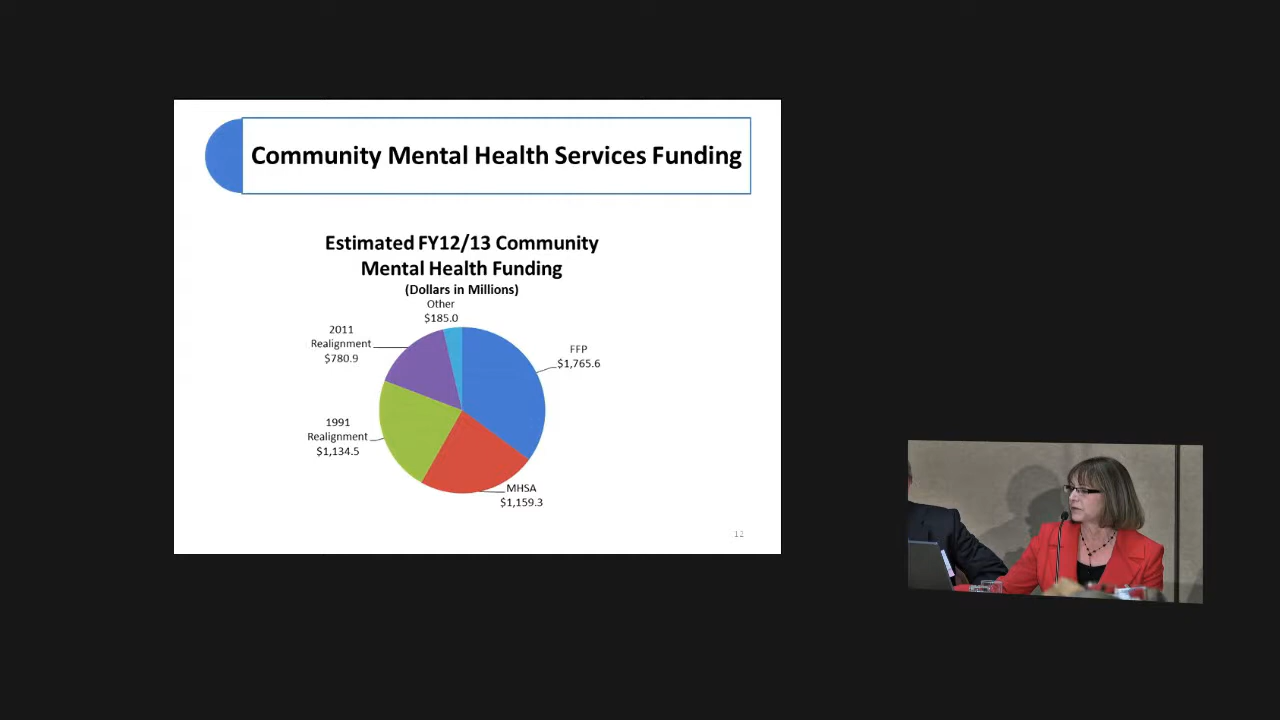 Community Mental Health Services Funding
Estimated FY12/13 Community
Mental Health Funding
(Dollars in Millions)
Other
$185.0
2011
Realignment
$780.9
FFP
$1,765.6
1991
Realignment
$1,134.5
MHSA
$1,159.3
12